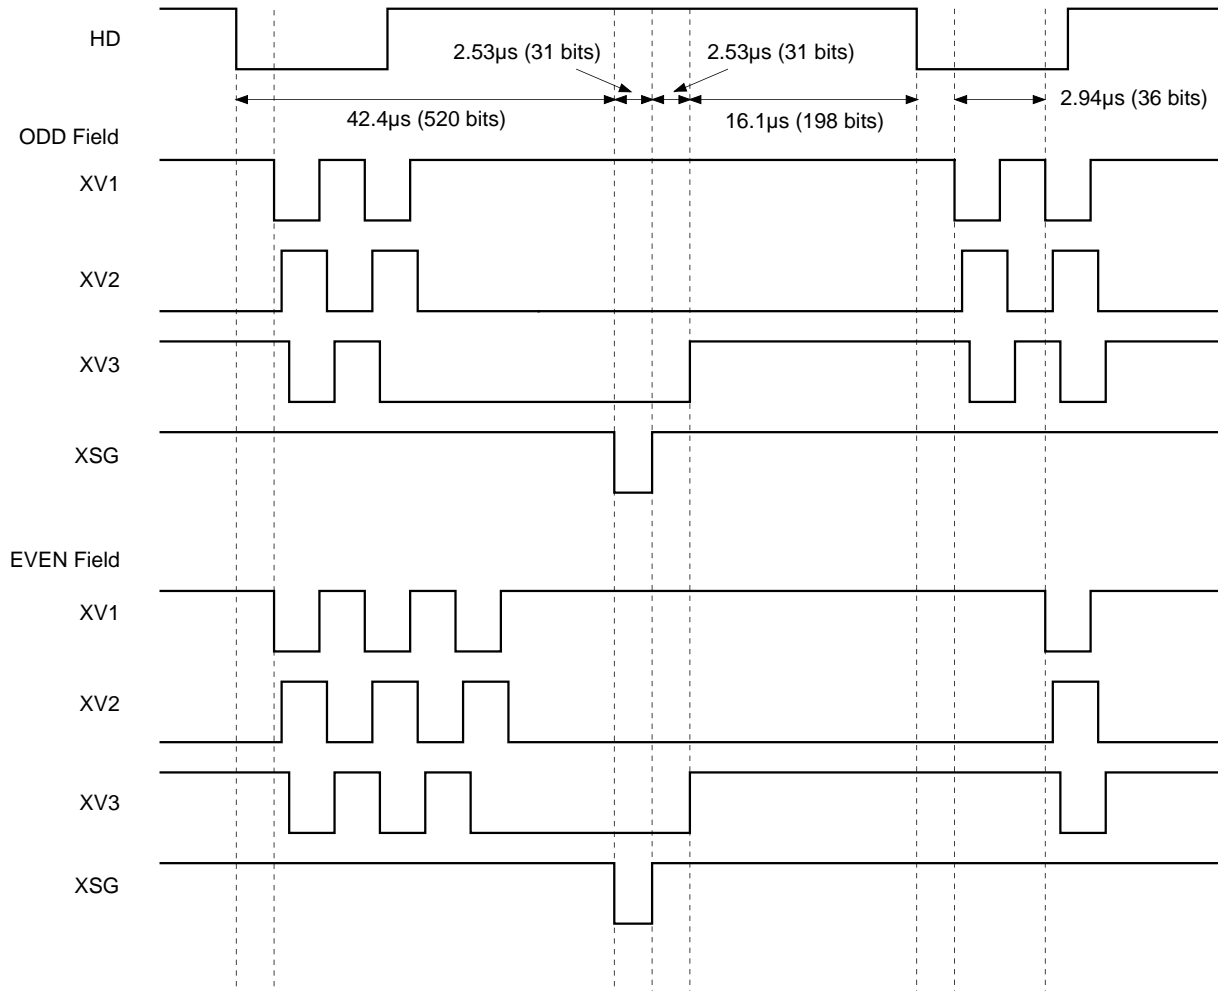 HD
2.53µs (31 bits)
2.53µs (31 bits)
42.4µs (520 bits)
16.1µs (198 bits)
2.94µs (36 bits)
ODD Field
XV1
XV2
XV3
XSG
EVEN Field
XV1
XV2
XV3
XSG